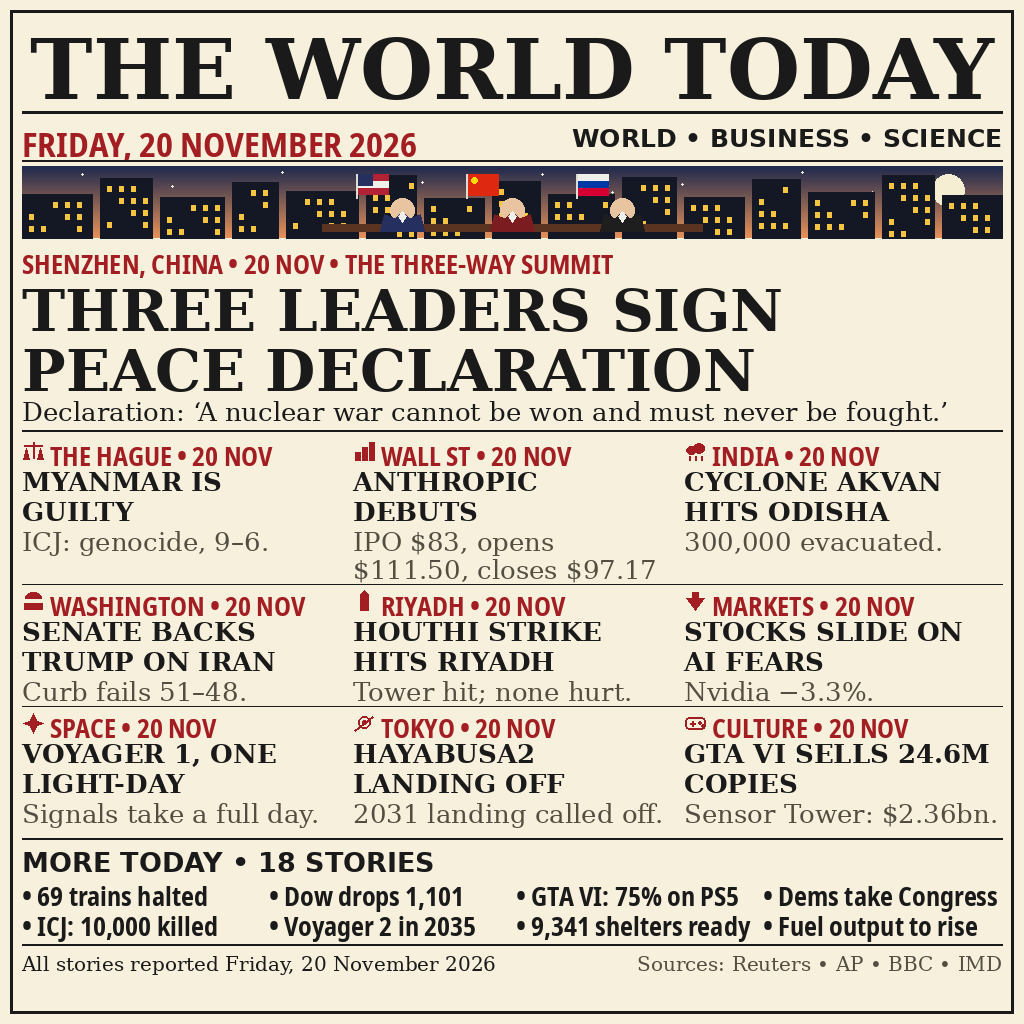 THE WORLD TODAY
FRIDAY, 20 NOVEMBER 2026
WORLD • BUSINESS • SCIENCE
SHENZHEN, CHINA • 20 NOV • THE THREE-WAY SUMMIT
THREE LEADERS SIGN
PEACE DECLARATION
Declaration: ‘A nuclear war cannot be won and must never be fought.’
THE HAGUE • 20 NOV
MYANMAR IS
GUILTY
ICJ: genocide, 9–6.
WALL ST • 20 NOV
ANTHROPIC
DEBUTS
IPO $83, opens
$111.50, closes $97.17
INDIA • 20 NOV
CYCLONE AKVAN
HITS ODISHA
300,000 evacuated.
WASHINGTON • 20 NOV
SENATE BACKS
TRUMP ON IRAN
Curb fails 51–48.
RIYADH • 20 NOV
HOUTHI STRIKE
HITS RIYADH
Tower hit; none hurt.
MARKETS • 20 NOV
STOCKS SLIDE ON
AI FEARS
Nvidia −3.3%.
SPACE • 20 NOV
VOYAGER 1, ONE
LIGHT-DAY
Signals take a full day.
TOKYO • 20 NOV
HAYABUSA2
LANDING OFF
2031 landing called off.
CULTURE • 20 NOV
GTA VI SELLS 24.6M
COPIES
Sensor Tower: $2.36bn.
MORE TODAY • 18 STORIES
• 69 trains halted
• Dow drops 1,101
• GTA VI: 75% on PS5
• Dems take Congress
• ICJ: 10,000 killed
• Voyager 2 in 2035
• 9,341 shelters ready
• Fuel output to rise
All stories reported Friday, 20 November 2026
Sources: Reuters • AP • BBC • IMD